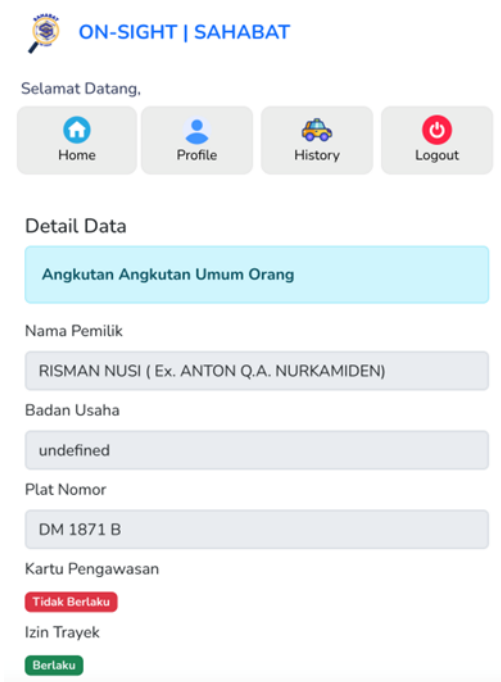 SAHABAT
ON-SIGHT | SAHABAT
Selamat Datang,
Home
Profile
History
Logout
Detail Data
Angkutan Angkutan Umum Orang
Nama Pemilik
RISMAN NUSI ( Ex. ANTON Q.A. NURKAMIDEN)
Badan Usaha
undefined
Plat Nomor
DM 1871 B
Kartu Pengawasan
Tidak Berlaku
Izin Trayek
Berlaku